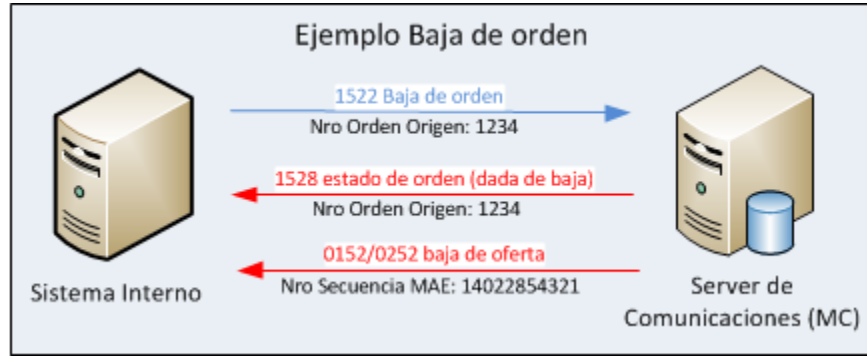 Ejemplo Baja de orden
1522 Baja de orden
Nro Orden Origen: 1234
1528 estado de orden (dada de baja)
Nro Orden Origen: 1234
0152/0252 baja de oferta
Nro Secuencia MAE: 14022854321
Sistema Interno
Server de
Comunicaciones (MC)